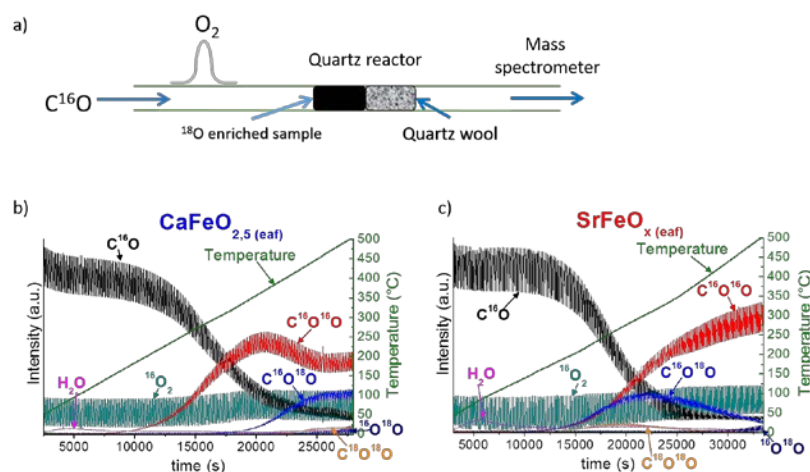 a)
O₂
C¹⁶O
Quartz reactor
Mass
spectrometer
¹⁸O enriched sample
Quartz wool
b)
CaFeO₂,₅ ₍ₑₐf₎
C¹⁶O
Temperature
C¹⁶O¹⁶O
H₂O
¹⁶O₂
C¹⁶O¹⁸O
¹⁶O¹⁸O
C¹⁸O¹⁸O
Intensity (a.u.)
500
450
400
350
300
250
200
150
100
50
0
Temperature (°C)
5000 10000 15000 20000 25000
time (s)
c)
SrFeOₓ ₍ₑₐf₎
Temperature
C¹⁶O
C¹⁶O¹⁶O
H₂O
¹⁶O₂
C¹⁶O¹⁸O
¹⁶O¹⁸O
C¹⁸O¹⁸O
Intensity (a.u.)
500
450
400
350
300
250
200
150
100
50
0
Temperature (°C)
5000 10000 15000 20000 25000 30000
time (s)